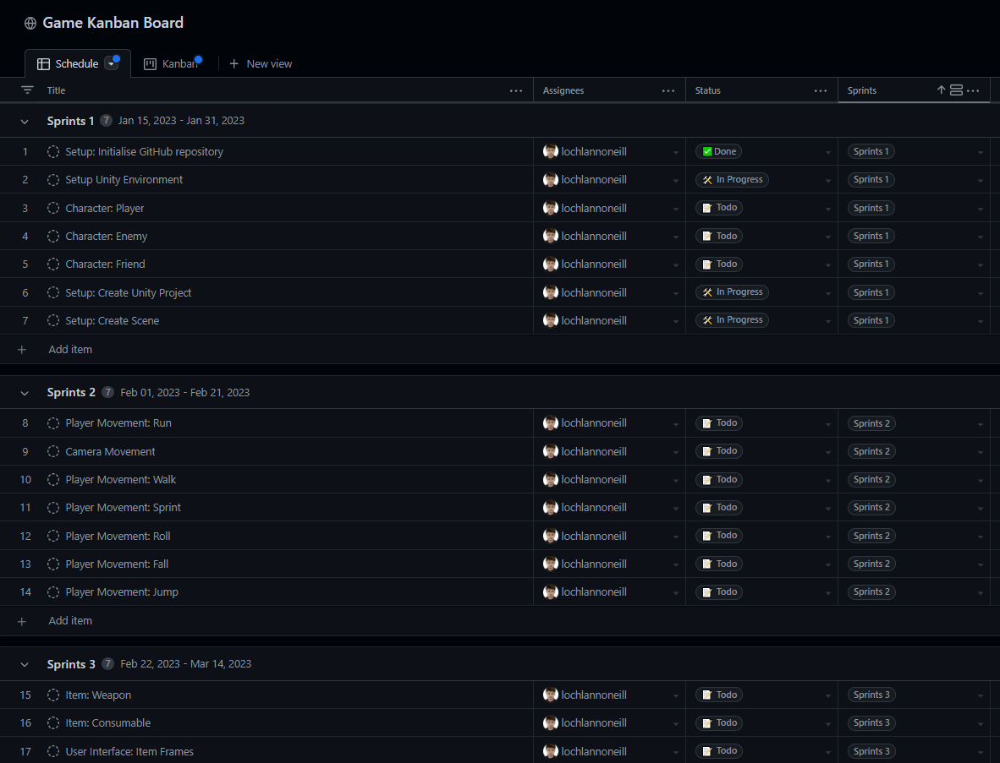 Game Kanban Board
Schedule Kanban + New view
Title Assignees Status Sprints
Sprints 1 7 Jan 15, 2023 - Jan 31, 2023
1 Setup: Initialise GitHub repository lochlannoneill ✅ Done Sprints 1
2 Setup Unity Environment lochlannoneill 🛠 In Progress Sprints 1
3 Character: Player lochlannoneill 📝 Todo Sprints 1
4 Character: Enemy lochlannoneill 📝 Todo Sprints 1
5 Character: Friend lochlannoneill 📝 Todo Sprints 1
6 Setup: Create Unity Project lochlannoneill 🛠 In Progress Sprints 1
7 Setup: Create Scene lochlannoneill 🛠 In Progress Sprints 1
+ Add item
Sprints 2 7 Feb 01, 2023 - Feb 21, 2023
8 Player Movement: Run lochlannoneill 📝 Todo Sprints 2
9 Camera Movement lochlannoneill 📝 Todo Sprints 2
10 Player Movement: Walk lochlannoneill 📝 Todo Sprints 2
11 Player Movement: Sprint lochlannoneill 📝 Todo Sprints 2
12 Player Movement: Roll lochlannoneill 📝 Todo Sprints 2
13 Player Movement: Fall lochlannoneill 📝 Todo Sprints 2
14 Player Movement: Jump lochlannoneill 📝 Todo Sprints 2
+ Add item
Sprints 3 7 Feb 22, 2023 - Mar 14, 2023
15 Item: Weapon lochlannoneill 📝 Todo Sprints 3
16 Item: Consumable lochlannoneill 📝 Todo Sprints 3
17 User Interface: Item Frames lochlannoneill 📝 Todo Sprints 3